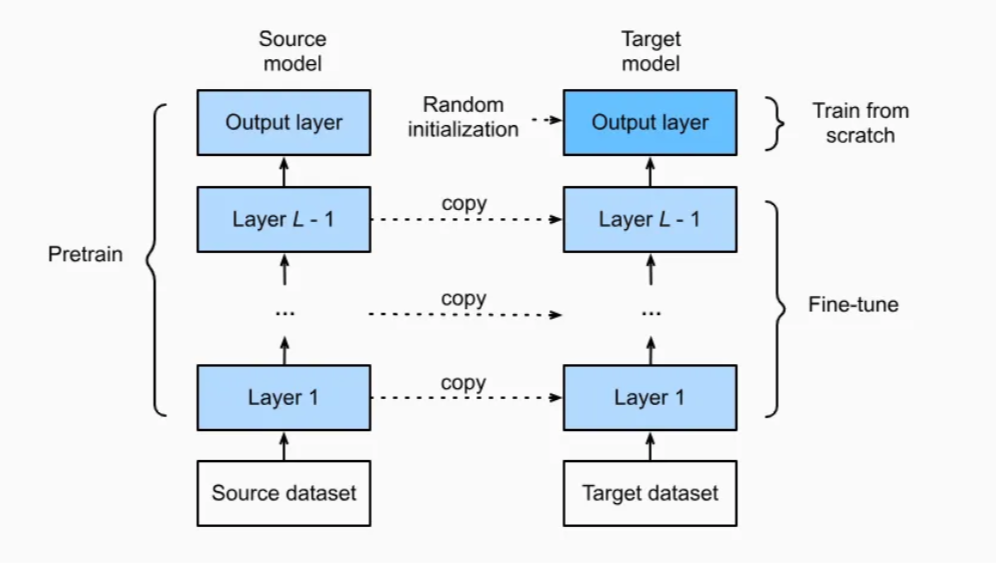 Source
model
Target
model
Output layer
Random
initialization
Output layer
Train from
scratch
Layer L - 1
copy
Layer L - 1
Pretrain
...
copy
...
Fine-tune
Layer 1
copy
Layer 1
Source dataset
Target dataset